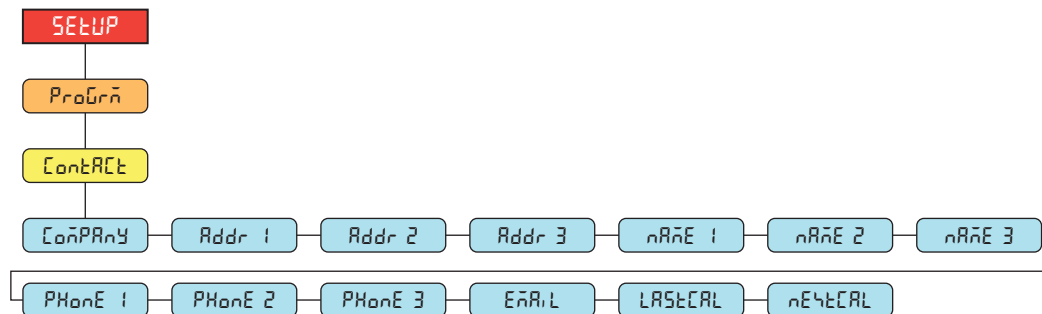 SEtUP
ProGrm
ContACt
ComPAny Addr 1 Addr 2 Addr 3 nAmE 1 nAmE 2 nAmE 3
PHonE 1 PHonE 2 PHonE 3 EmAiL LAStCAL nExtCAL